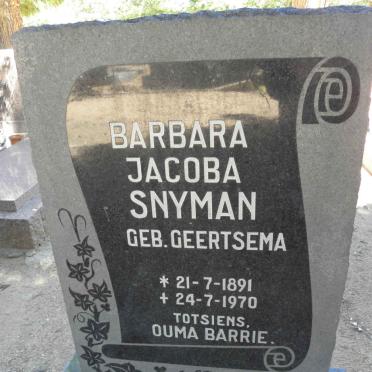 BARBARA
JACOBA
SNYMAN
GEB. GEERTSEMA
* 21-7-1891
+ 24-7-1970
TOTSIENS,
OUMA BARRIE.